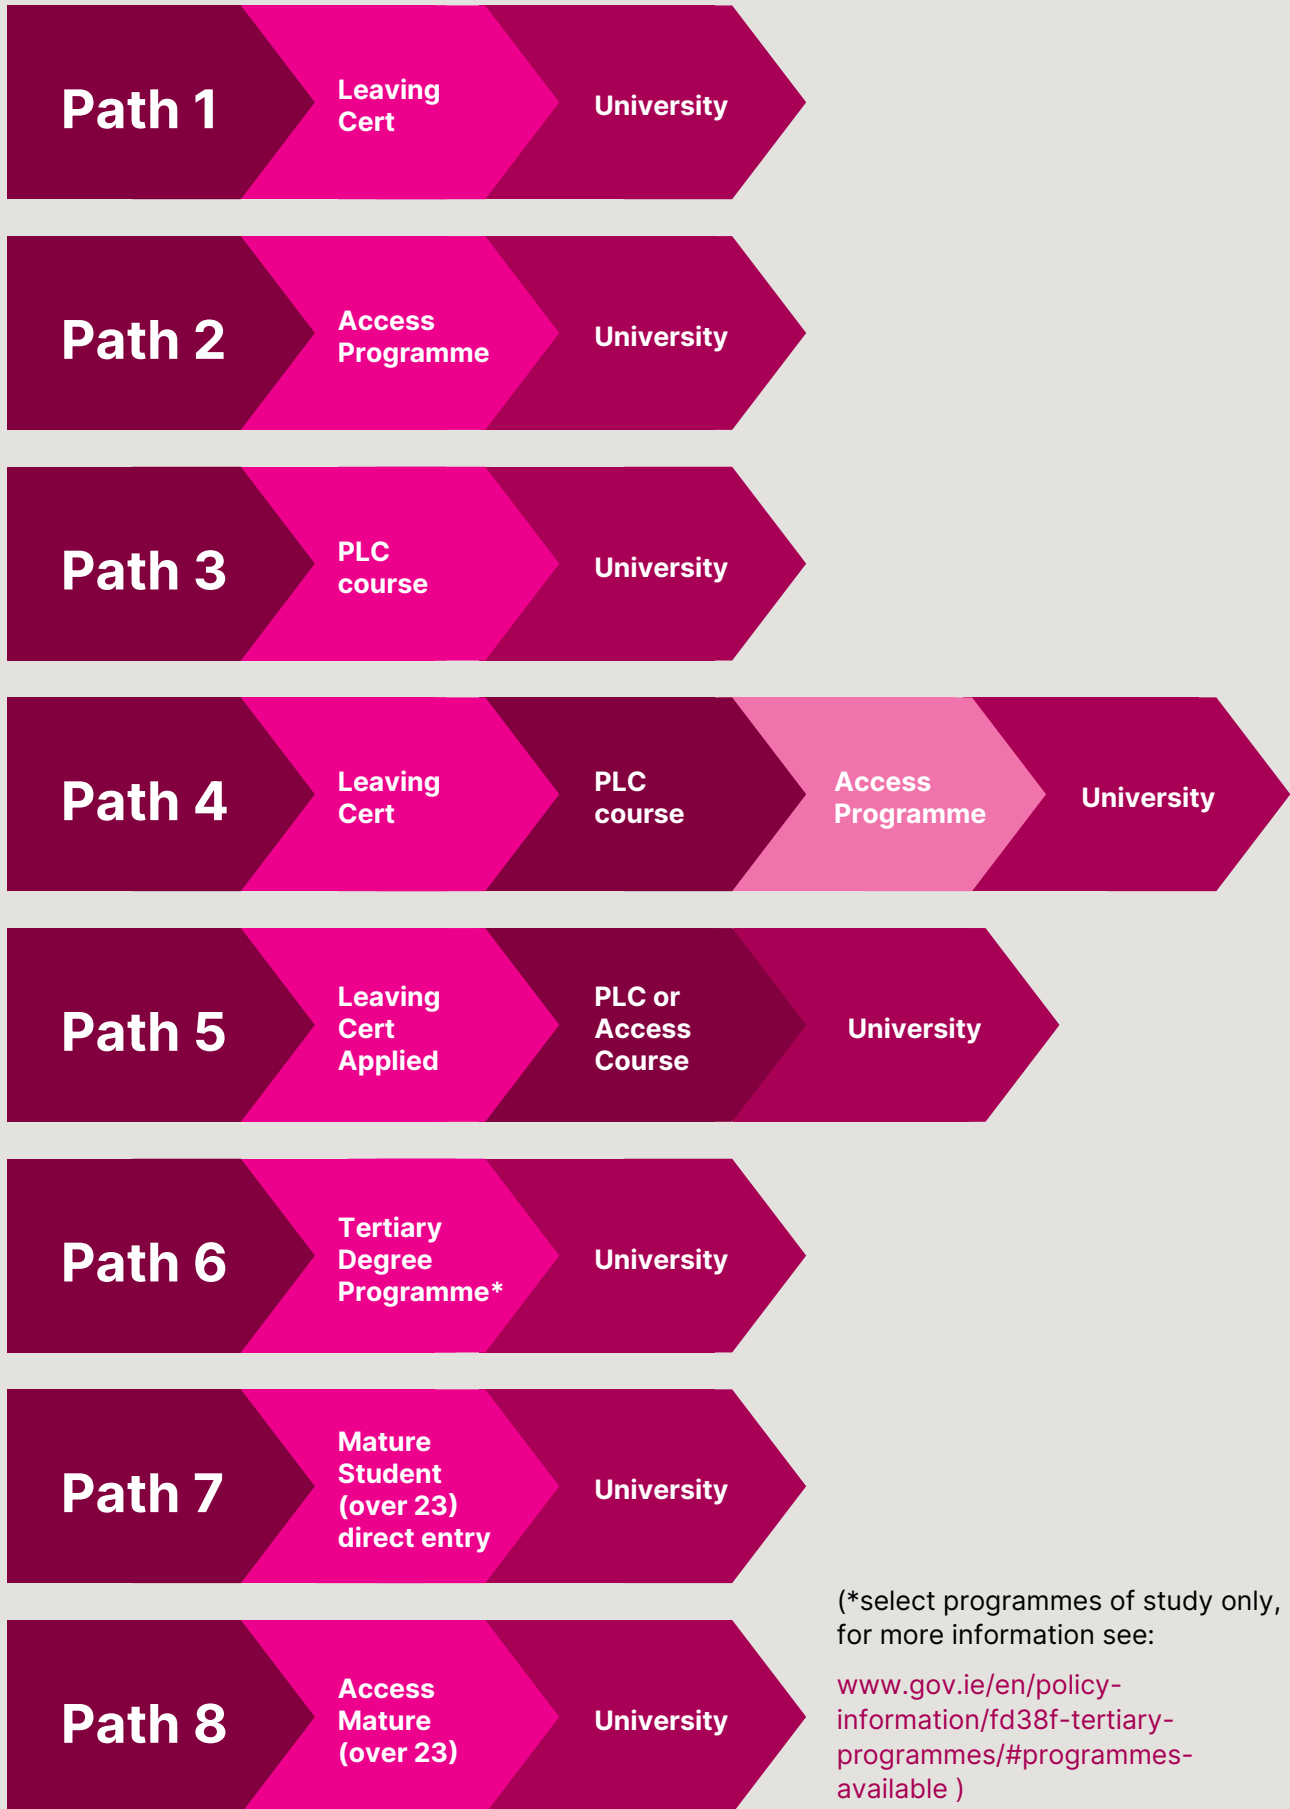 Path 1
Leaving
Cert
University
Path 2
Access
Programme
University
Path 3
PLC
course
University
Path 4
Leaving
Cert
PLC
course
Access
Programme
University
Path 5
Leaving
Cert
Applied
PLC or
Access
Course
University
Path 6
Tertiary
Degree
Programme*
University
Path 7
Mature
Student
(over 23)
direct entry
University
Path 8
Access
Mature
(over 23)
University
(*select programmes of study only,
for more information see:
www.gov.ie/en/policy-
information/fd38f-tertiary-
programmes/#programmes-
available )